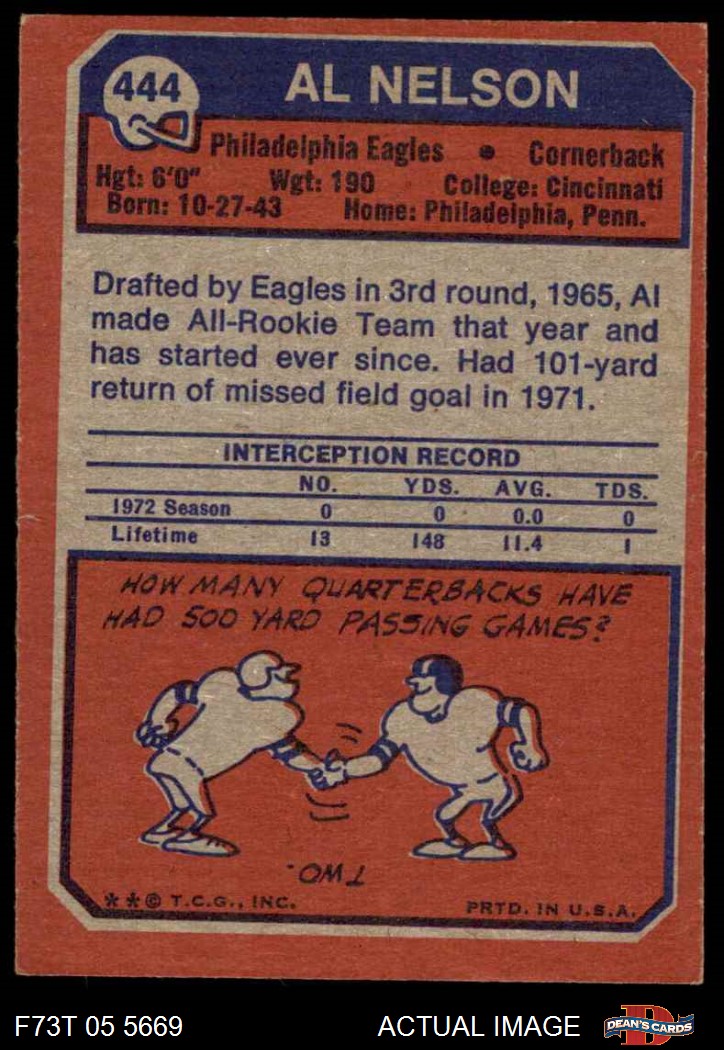 444
AL NELSON
Philadelphia Eagles • Cornerback
Hgt: 6'0" Wgt: 190 College: Cincinnati
Born: 10-27-43 Home: Philadelphia, Penn.
Drafted by Eagles in 3rd round, 1965, Al
made All-Rookie Team that year and
has started ever since. Had 101-yard
return of missed field goal in 1971.
INTERCEPTION RECORD
NO. YDS. AVG. TDS.
1972 Season 0 0 0.0 0
Lifetime 13 148 11.4 1
HOW MANY QUARTERBACKS HAVE
HAD 500 YARD PASSING GAMES?
TWO.
**© T.C.G., INC. PRTD. IN U.S.A.
F73T 05 5669 ACTUAL IMAGE D DEAN'S CARDS